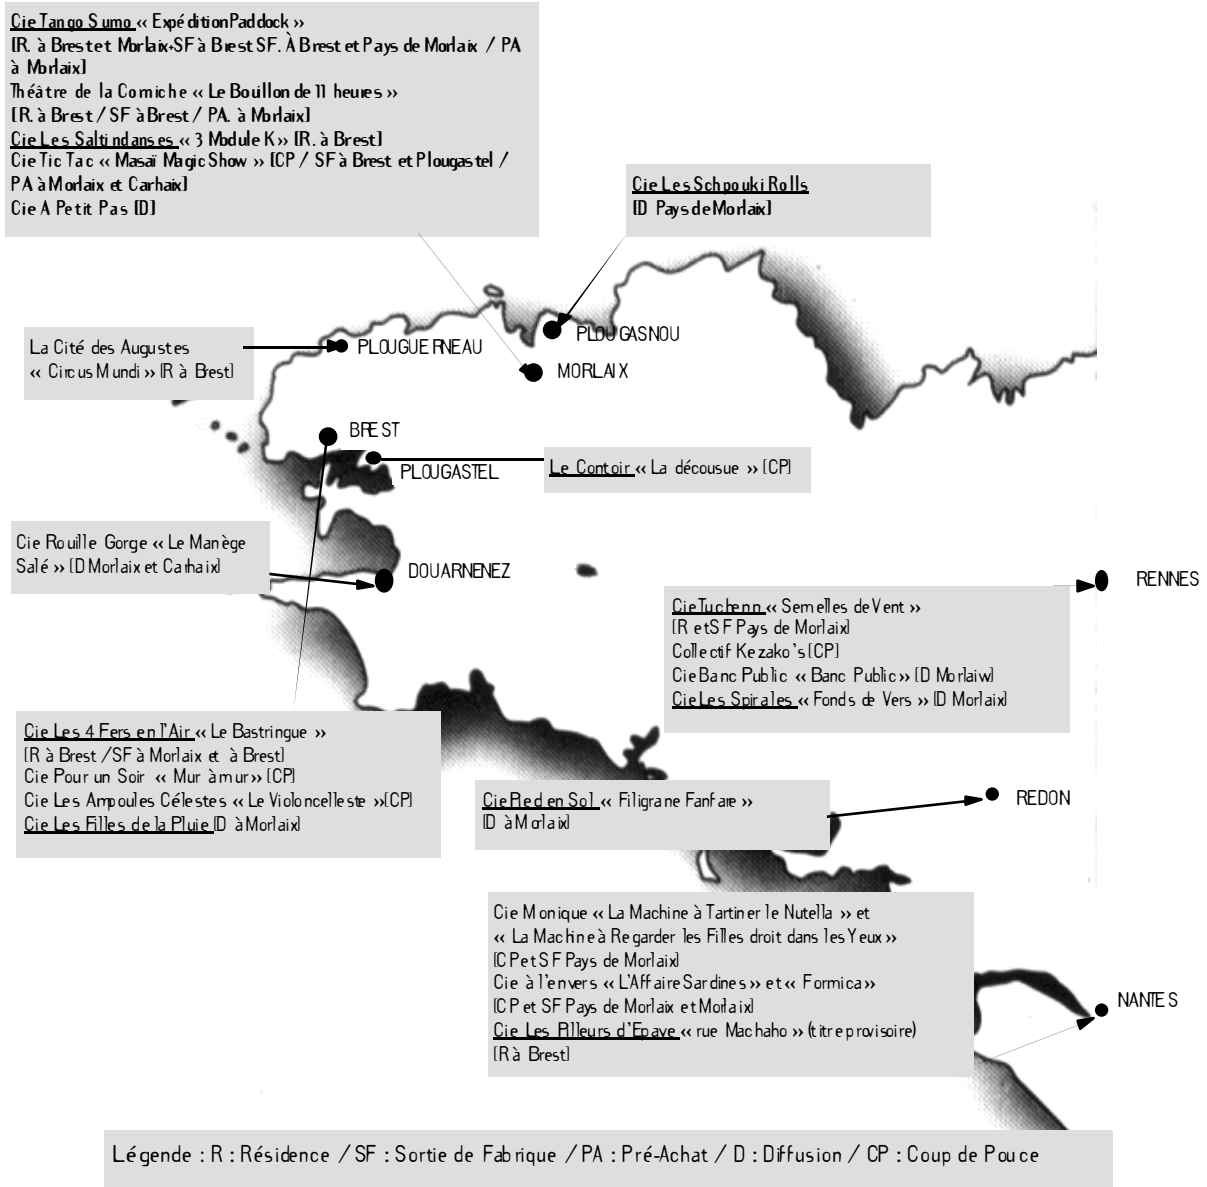 Cie Tango Sumo « Expédition Paddock »
[R. à Brest et Morlaix+SF à Brest SF. À Brest et Pays de Morlaix / PA
à Morlaix]
Théâtre de la Corniche « Le Bouillon de 11 heures »
[R. à Brest / SF à Brest / PA. à Morlaix]
Cie Les Saltindanses « 3 Module K » [R. à Brest]
Cie Tic Tac « Masaï Magic Show » [CP / SF à Brest et Plougastel /
PA à Morlaix et Carhaix]
Cie A Petit Pas [D]
Cie Les Schpouki Rolls
[D Pays de Morlaix]
PLOUGASNOU
La Cité des Augustes
« Circus Mundi » [R à Brest]
PLOUGUERNEAU
MORLAIX
BREST
PLOUGASTEL
Le Contoir « La décousue » [CP]
Cie Rouille Gorge « Le Manège
Salé » [D Morlaix et Carhaix]
DOUARNENEZ
RENNES
Cie Tuchenn « Semelles de Vent »
[R et SF Pays de Morlaix]
Collectif Kezako's [CP]
Cie Banc Public « Banc Public » [D Morlaiw]
Cie Les Spirales « Fonds de Vers » [D Morlaix]
Cie Les 4 Fers en l'Air « Le Bastringue »
[R à Brest / SF à Morlaix et à Brest]
Cie Pour un Soir « Mur à mur » [CP]
Cie Les Ampoules Célestes « Le Violoncelleste » [CP]
Cie Les Filles de la Pluie [D à Morlaix]
Cie Pied en Sol « Filigrane Fanfare »
[D à Morlaix]
REDON
Cie Monique « La Machine à Tartiner le Nutella » et
« La Machine à Regarder les Filles droit dans les Yeux »
[CP et SF Pays de Morlaix]
Cie à l'envers « L'Affaire Sardines » et « Formica »
[CP et SF Pays de Morlaix et Morlaix]
Cie Les Pilleurs d'Epave « rue Machaho » (titre provisoire)
[R à Brest]
NANTES
Légende : R : Résidence / SF : Sortie de Fabrique / PA : Pré-Achat / D : Diffusion / CP : Coup de Pouce